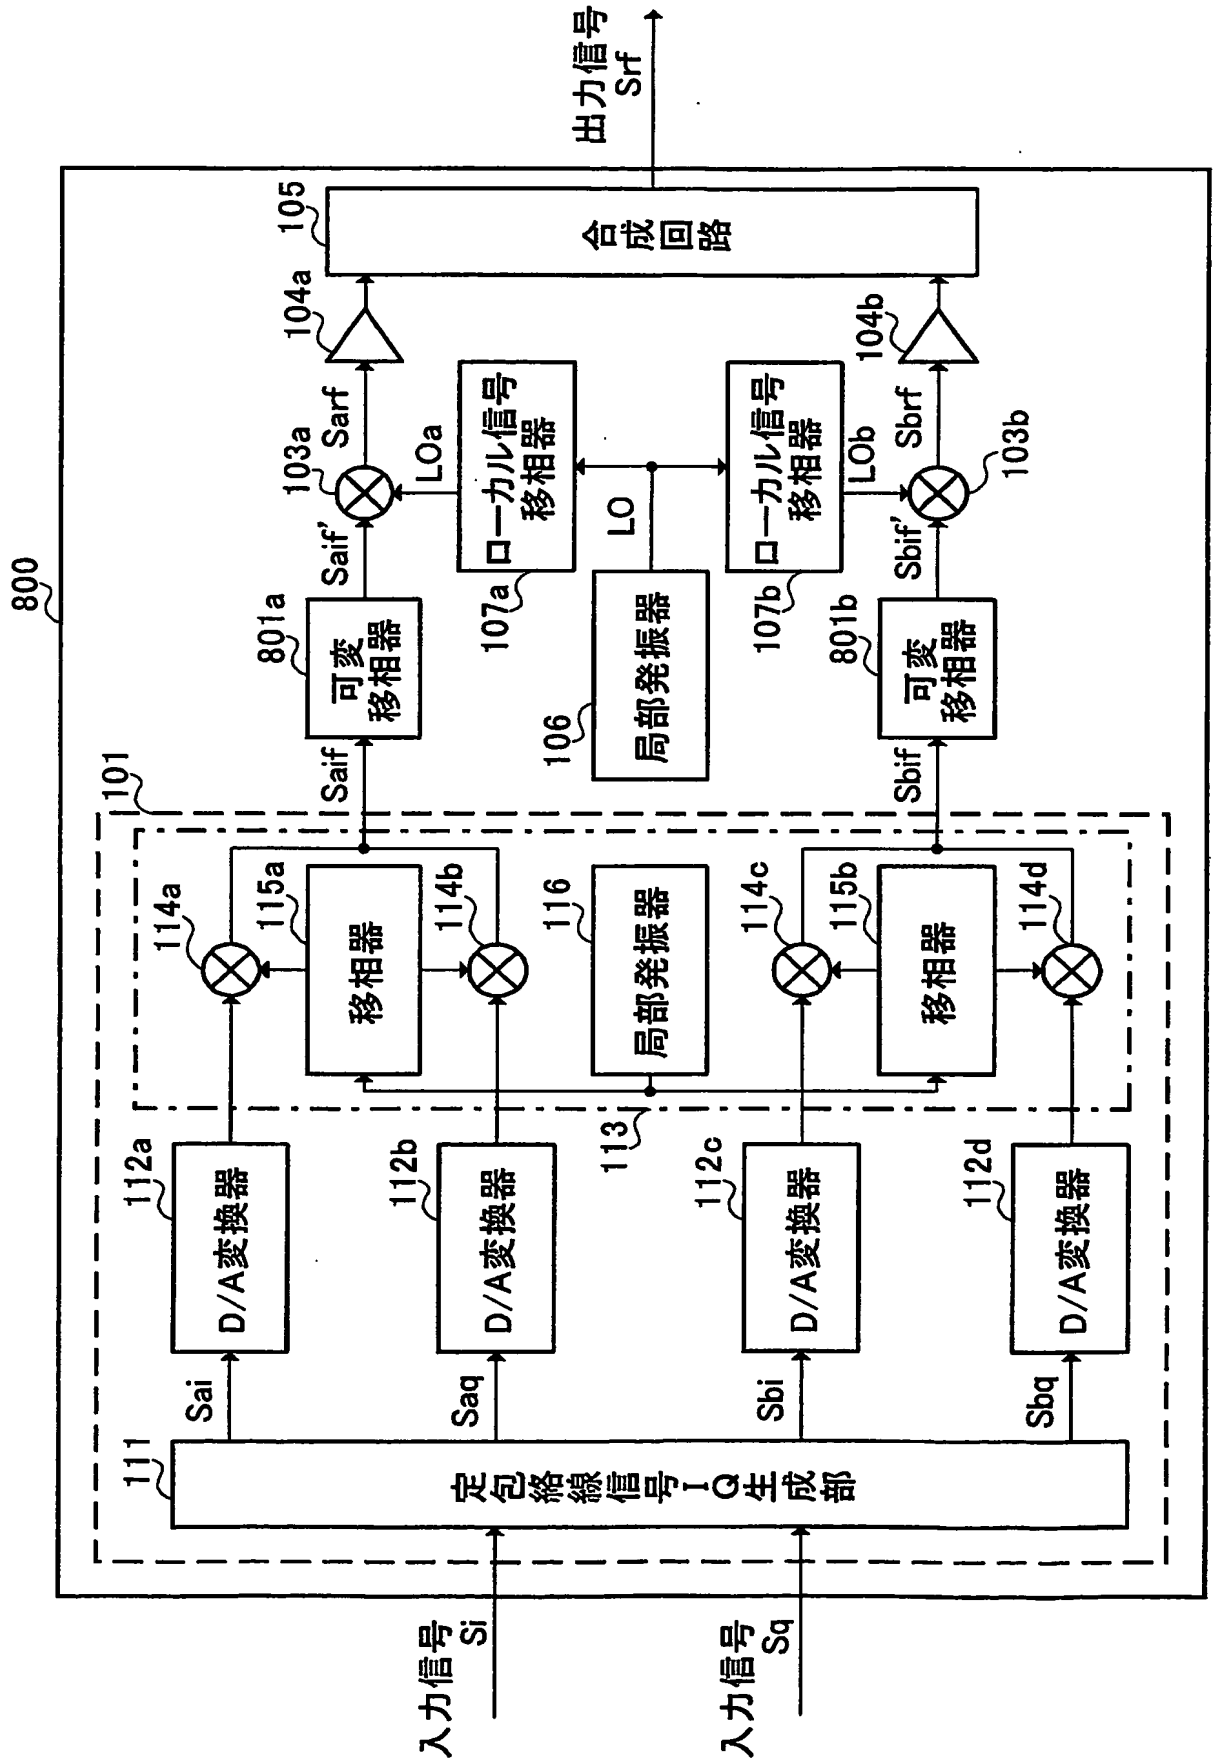 800
101
入力信号
Si
入力信号
Sq
111
定包絡線信号IQ生成部
Sai
Saq
Sbi
Sbq
112a
D/A変換器
112b
D/A変換器
112c
D/A変換器
112d
D/A変換器
113
114a
115a
移相器
114b
116
局部発振器
114c
115b
移相器
114d
Saif
Sbif
801a
可変
移相器
801b
可変
移相器
106
局部発振器
LO
Saif'
Sbif'
103a
103b
107a
ローカル信号
移相器
107b
ローカル信号
移相器
LOa
LOb
Sarf
Sbrf
104a
104b
105
合成回路
出力信号
Srf